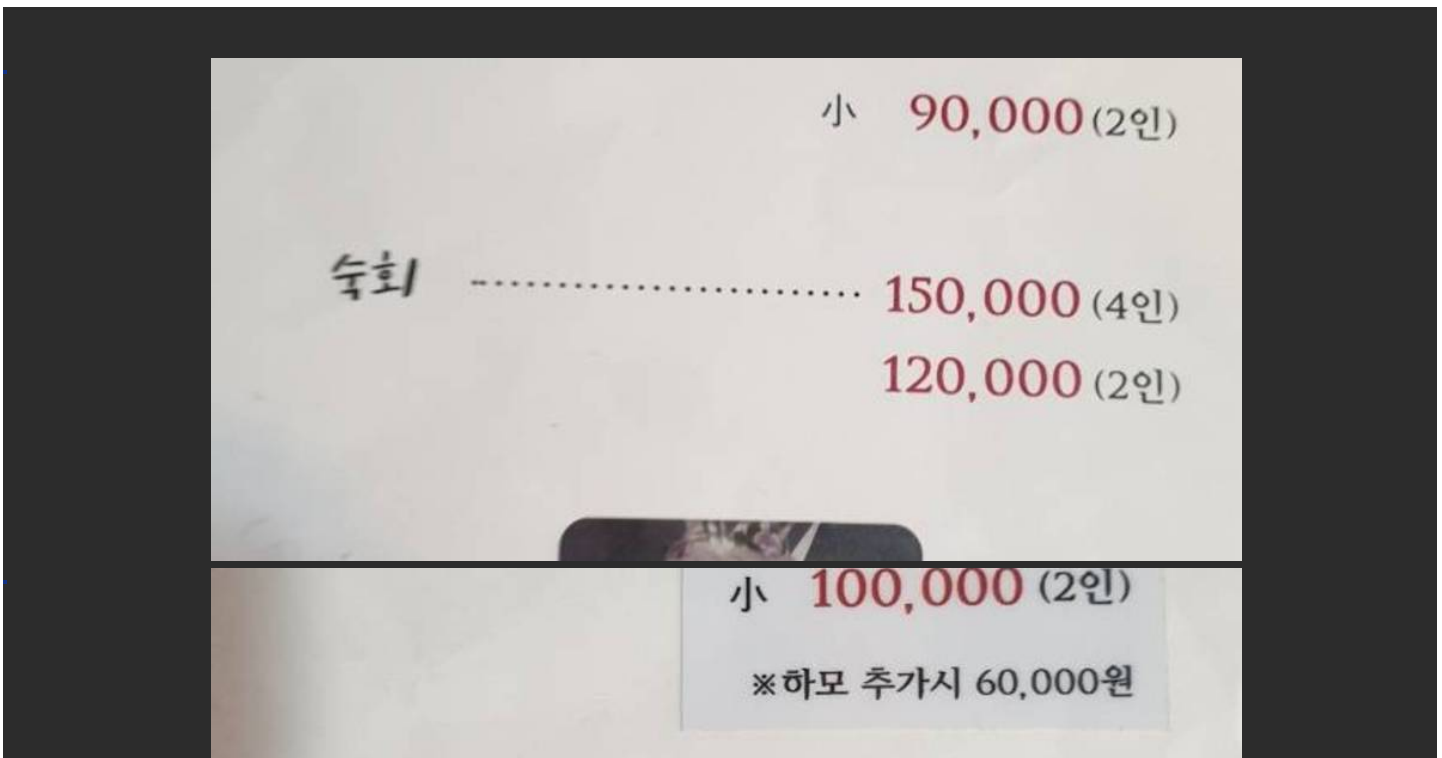 小 90,000(2인)
숙회 ........................ 150,000(4인)
120,000(2인)
小 100,000(2인)
※하모 추가시 60,000원